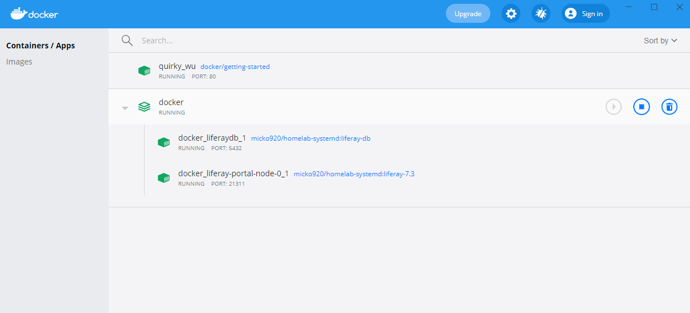 docker
Upgrade
Sign in
Containers / Apps
Images
Search...
Sort by
quirky_wu docker/getting-started
RUNNING PORT: 80
docker
RUNNING
docker_liferaydb_1 micko920/homelab-systemd:liferay-db
RUNNING PORT: 5432
docker_liferay-portal-node-0_1 micko920/homelab-systemd:liferay-7.3
RUNNING PORT: 21311